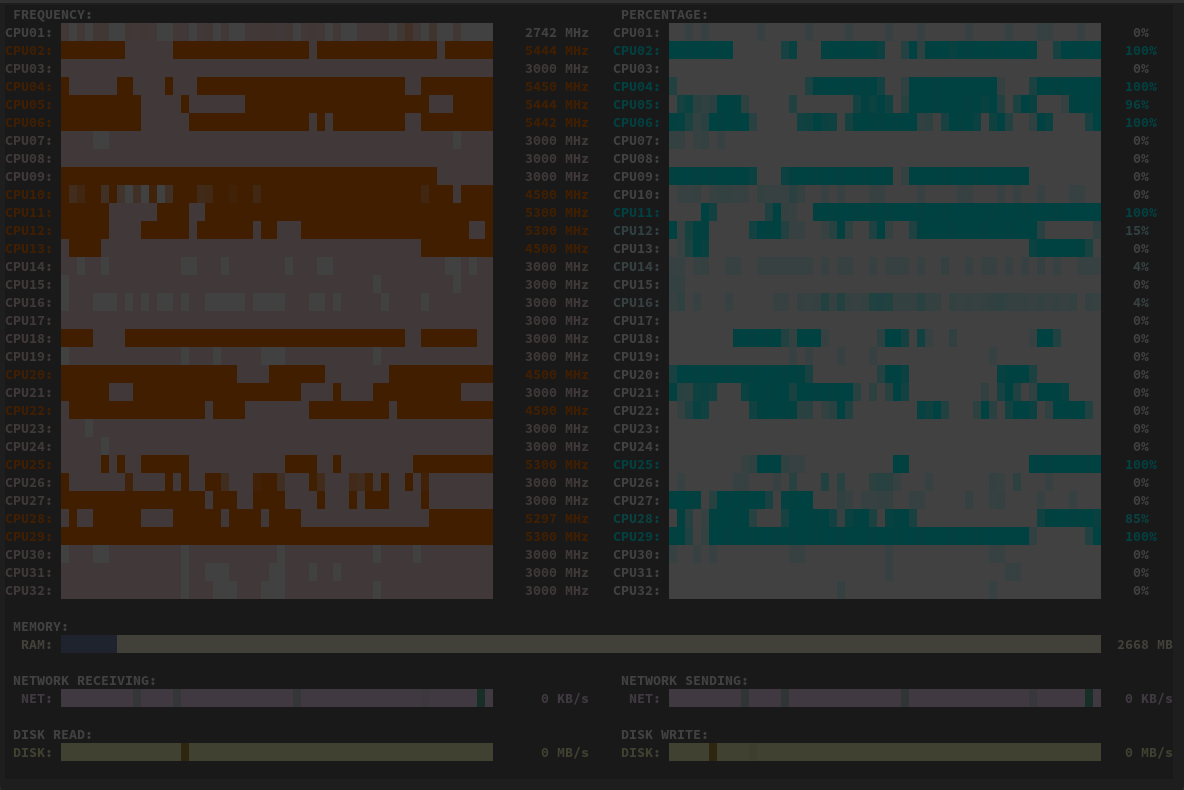 FREQUENCY: PERCENTAGE:
CPU01: 2742 MHz CPU01: 0%
CPU02: 5444 MHz CPU02: 100%
CPU03: 3000 MHz CPU03: 0%
CPU04: 5450 MHz CPU04: 100%
CPU05: 5444 MHz CPU05: 96%
CPU06: 5442 MHz CPU06: 100%
CPU07: 3000 MHz CPU07: 0%
CPU08: 3000 MHz CPU08: 0%
CPU09: 3000 MHz CPU09: 0%
CPU10: 4500 MHz CPU10: 0%
CPU11: 5300 MHz CPU11: 100%
CPU12: 5300 MHz CPU12: 15%
CPU13: 4500 MHz CPU13: 0%
CPU14: 3000 MHz CPU14: 4%
CPU15: 3000 MHz CPU15: 0%
CPU16: 3000 MHz CPU16: 4%
CPU17: 3000 MHz CPU17: 0%
CPU18: 3000 MHz CPU18: 0%
CPU19: 3000 MHz CPU19: 0%
CPU20: 4500 MHz CPU20: 0%
CPU21: 3000 MHz CPU21: 0%
CPU22: 4500 MHz CPU22: 0%
CPU23: 3000 MHz CPU23: 0%
CPU24: 3000 MHz CPU24: 0%
CPU25: 5300 MHz CPU25: 100%
CPU26: 3000 MHz CPU26: 0%
CPU27: 3000 MHz CPU27: 0%
CPU28: 5297 MHz CPU28: 85%
CPU29: 5300 MHz CPU29: 100%
CPU30: 3000 MHz CPU30: 0%
CPU31: 3000 MHz CPU31: 0%
CPU32: 3000 MHz CPU32: 0%
MEMORY:
RAM: 2668 MB
NETWORK RECEIVING: NETWORK SENDING:
NET: 0 KB/s NET: 0 KB/s
DISK READ: DISK WRITE:
DISK: 0 MB/s DISK: 0 MB/s